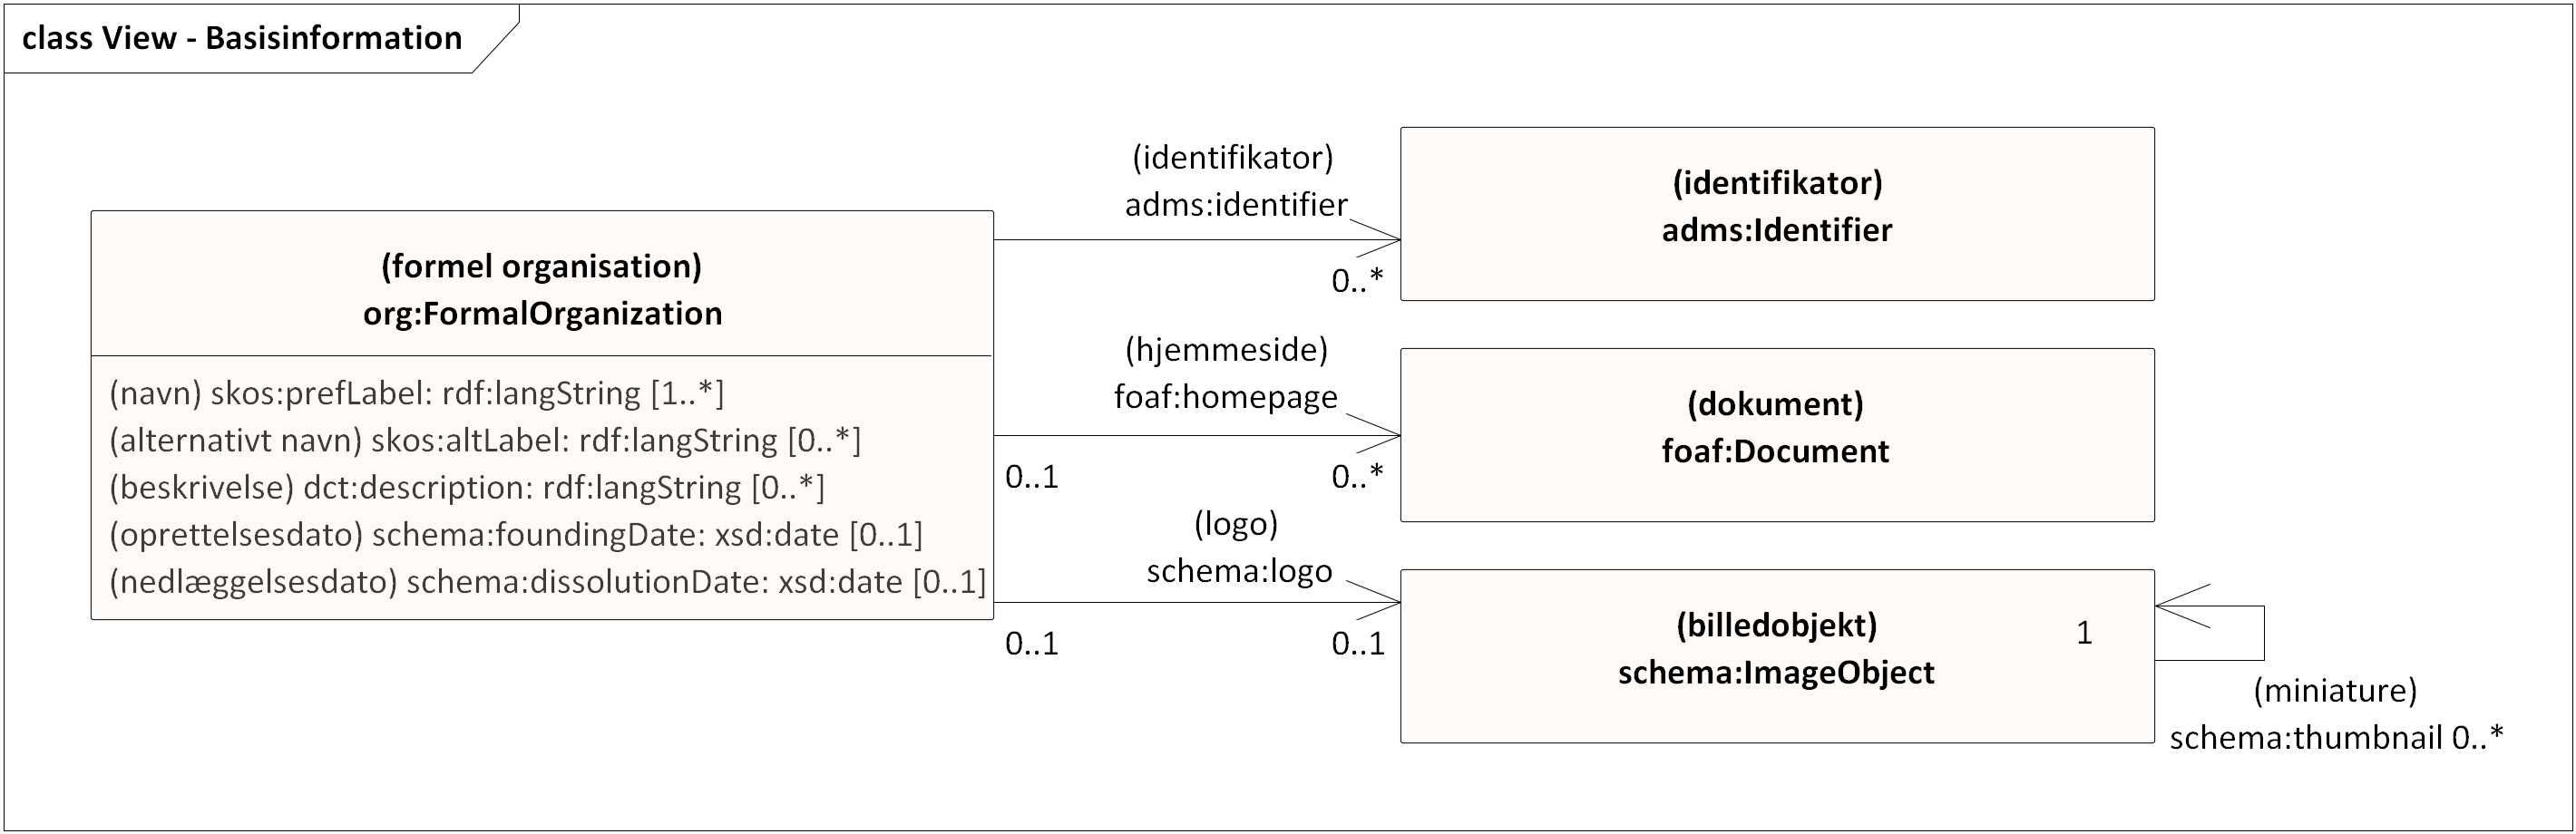 class View - Basisinformation
(formel organisation)
org:FormalOrganization
(navn) skos:prefLabel: rdf:langString [1..*]
(alternativt navn) skos:altLabel: rdf:langString [0..*]
(beskrivelse) dct:description: rdf:langString [0..*]
(oprettelsesdato) schema:foundingDate: xsd:date [0..1]
(nedlæggelsesdato) schema:dissolutionDate: xsd:date [0..1]
(identifikator)
adms:identifier
0..*
(identifikator)
adms:Identifier
(hjemmeside)
foaf:homepage
0..1
0..*
(dokument)
foaf:Document
(logo)
schema:logo
0..1
0..1
(billedobjekt)
schema:ImageObject
1
(miniature)
schema:thumbnail 0..*